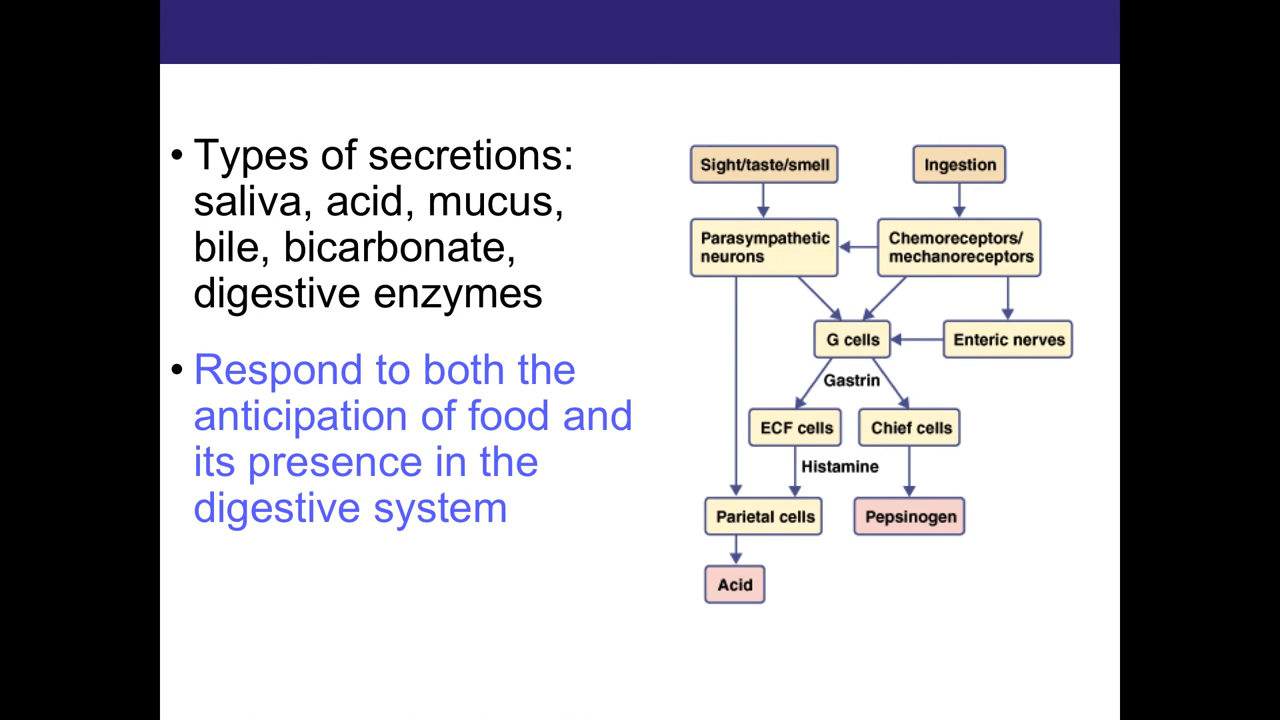 • Types of secretions:
saliva, acid, mucus,
bile, bicarbonate,
digestive enzymes
• Respond to both the
anticipation of food and
its presence in the
digestive system
Sight/taste/smell
Ingestion
Parasympathetic
neurons
Chemoreceptors/
mechanoreceptors
G cells
Enteric nerves
Gastrin
ECF cells
Chief cells
Histamine
Parietal cells
Pepsinogen
Acid